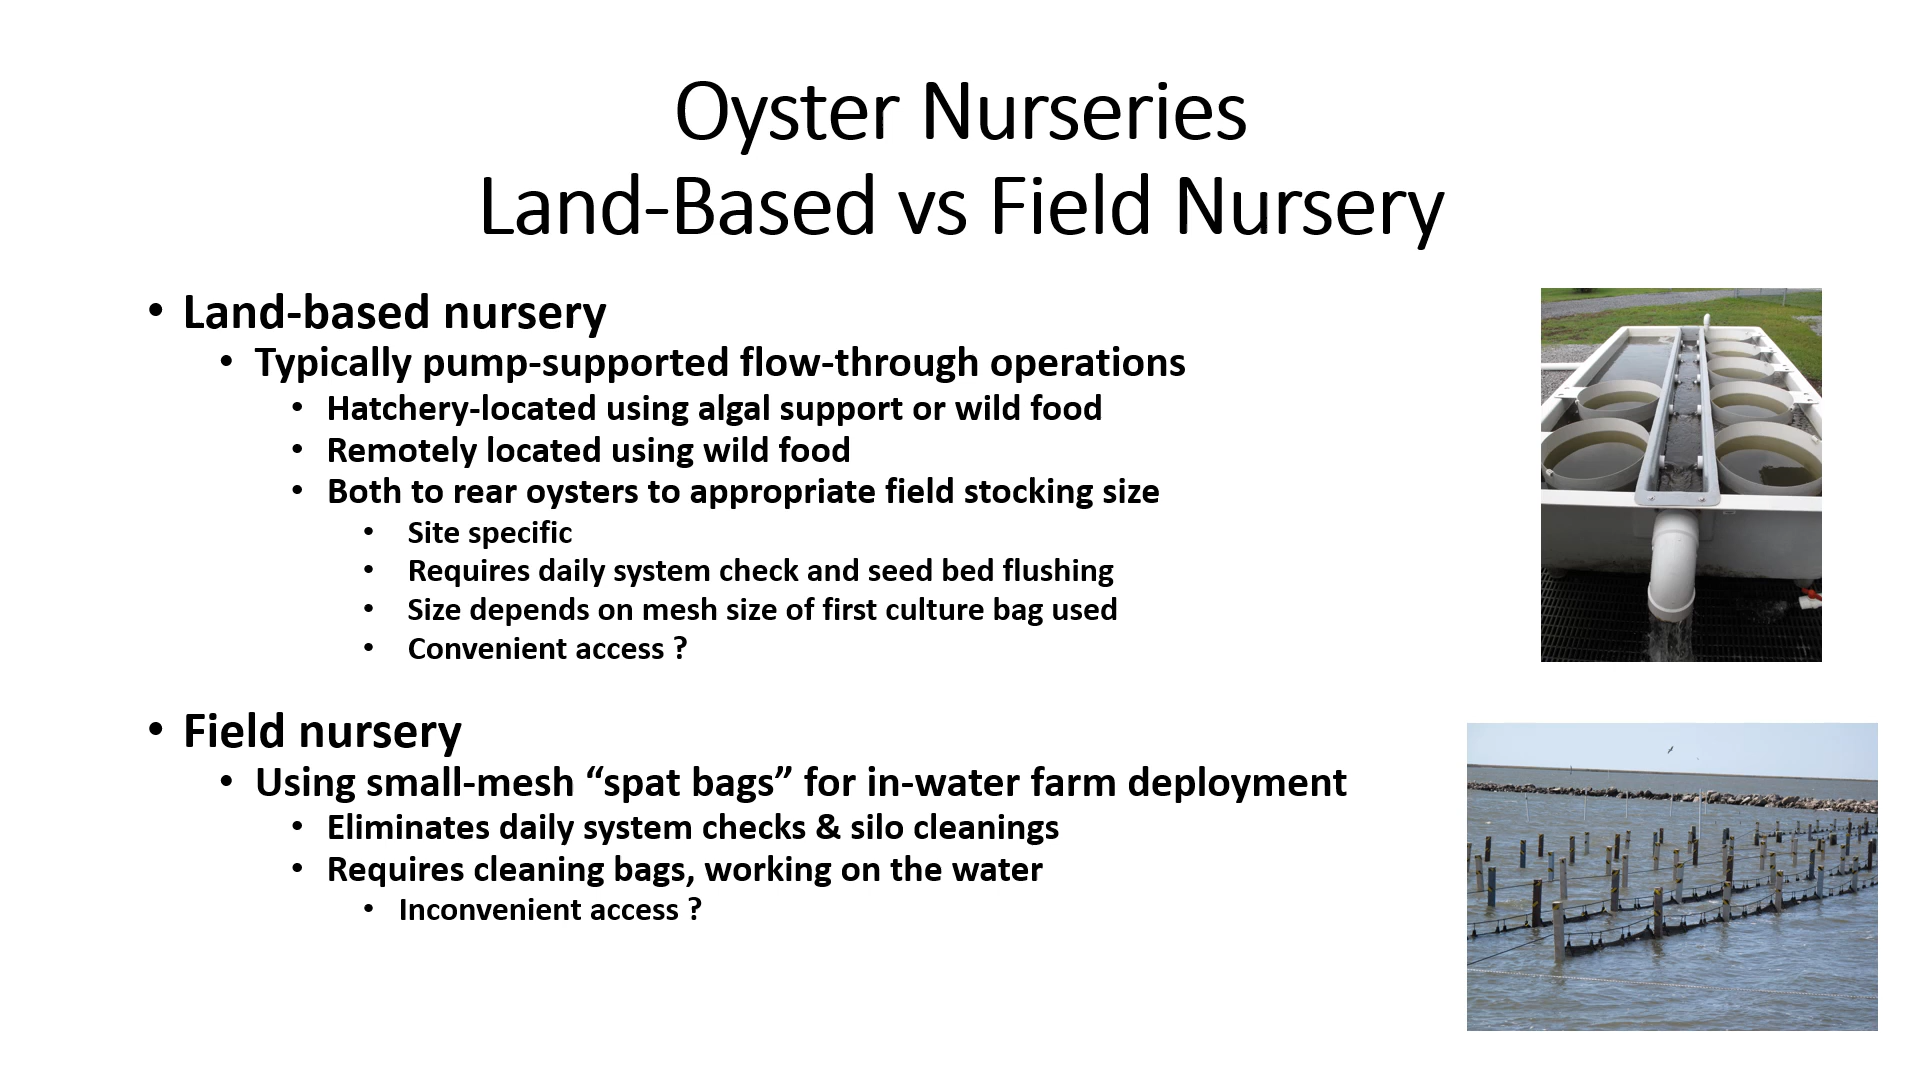 Oyster Nurseries
Land-Based vs Field Nursery
• Land-based nursery
• Typically pump-supported flow-through operations
• Hatchery-located using algal support or wild food
• Remotely located using wild food
• Both to rear oysters to appropriate field stocking size
• Site specific
• Requires daily system check and seed bed flushing
• Size depends on mesh size of first culture bag used
• Convenient access ?
• Field nursery
• Using small-mesh “spat bags” for in-water farm deployment
• Eliminates daily system checks & silo cleanings
• Requires cleaning bags, working on the water
• Inconvenient access ?